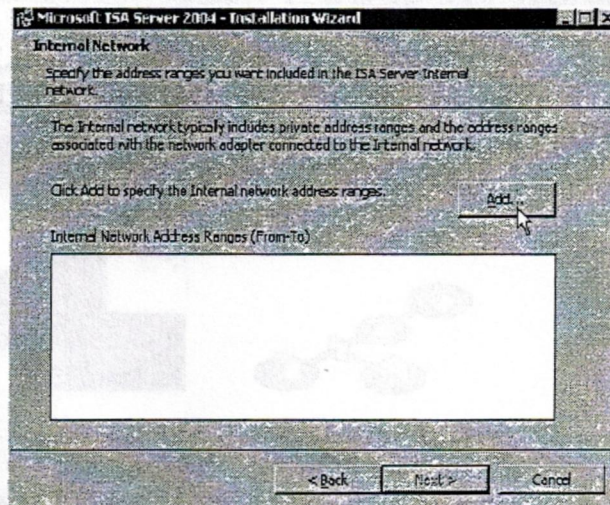 Microsoft ISA Server 2004 - Installation Wizard
Internal Network
Specify the address ranges you want included in the ISA Server Internal
network.
The Internal network typically includes private address ranges and the address ranges
associated with the network adapter connected to the Internal network.
Click Add to specify the Internal network address ranges.
Add...
Internal Network Address Ranges (From-To)
< Back
Next >
Cancel